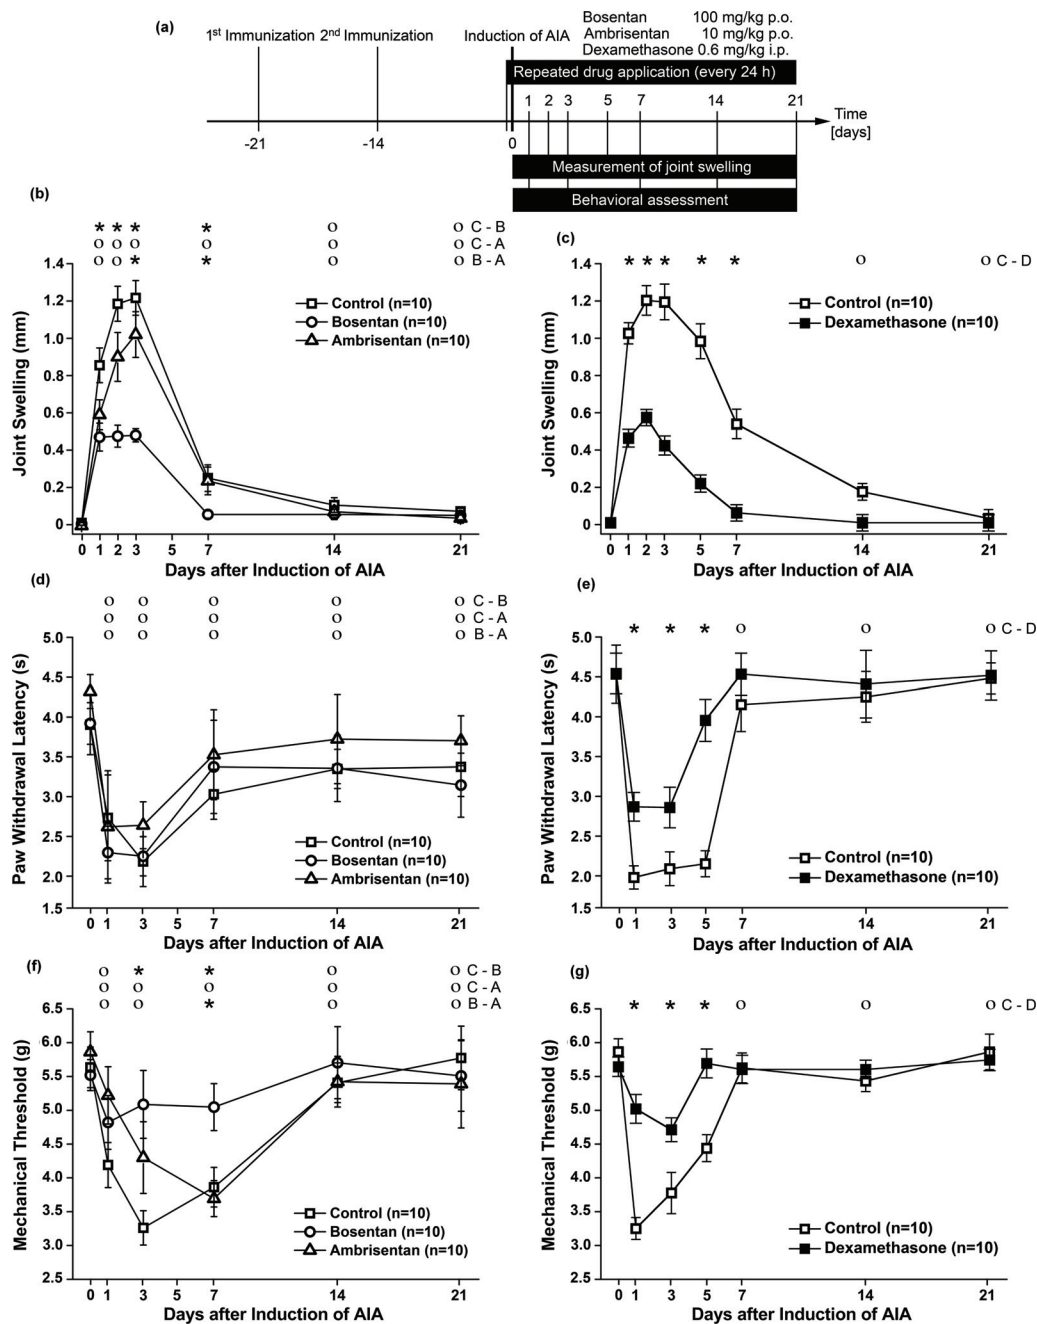 (a)
Bosentan 100 mg/kg p.o.
1st Immunization 2nd Immunization Induction of AIA Ambrisentan 10 mg/kg p.o.
Dexamethasone 0.6 mg/kg i.p.
Repeated drug application (every 24 h)
1 2 3 5 7 14 21
Time
[days]
-21 -14 0
Measurement of joint swelling
Behavioral assessment
(b)
* * * * o o C - B
o o o o o o C - A
o o * * o o B - A
Joint Swelling (mm)
1.4
1.2
1.0
0.8
0.6
0.4
0.2
0
Control (n=10)
Bosentan (n=10)
Ambrisentan (n=10)
0 1 2 3 5 7 14 21
Days after Induction of AIA
(c)
* * * * * o o C - D
Joint Swelling (mm)
1.4
1.2
1.0
0.8
0.6
0.4
0.2
0
Control (n=10)
Dexamethasone (n=10)
0 1 2 3 5 7 14 21
Days after Induction of AIA
(d)
o o o o o C - B
o o o o o C - A
o o o o o B - A
Paw Withdrawal Latency (s)
5.0
4.5
4.0
3.5
3.0
2.5
2.0
1.5
Control (n=10)
Bosentan (n=10)
Ambrisentan (n=10)
0 1 3 5 7 14 21
Days after Induction of AIA
(e)
* * * o o o C - D
Paw Withdrawal Latency (s)
5.0
4.5
4.0
3.5
3.0
2.5
2.0
1.5
Control (n=10)
Dexamethasone (n=10)
0 1 3 5 7 14 21
Days after Induction of AIA
(f)
o * * o o C - B
o o o o o C - A
o o * o o B - A
Mechanical Threshold (g)
6.5
6.0
5.5
5.0
4.5
4.0
3.5
3.0
2.5
Control (n=10)
Bosentan (n=10)
Ambrisentan (n=10)
0 1 3 5 7 14 21
Days after Induction of AIA
(g)
* * * o o o C - D
Mechanical Threshold (g)
6.5
6.0
5.5
5.0
4.5
4.0
3.5
3.0
2.5
Control (n=10)
Dexamethasone (n=10)
0 1 3 5 7 14 21
Days after Induction of AIA